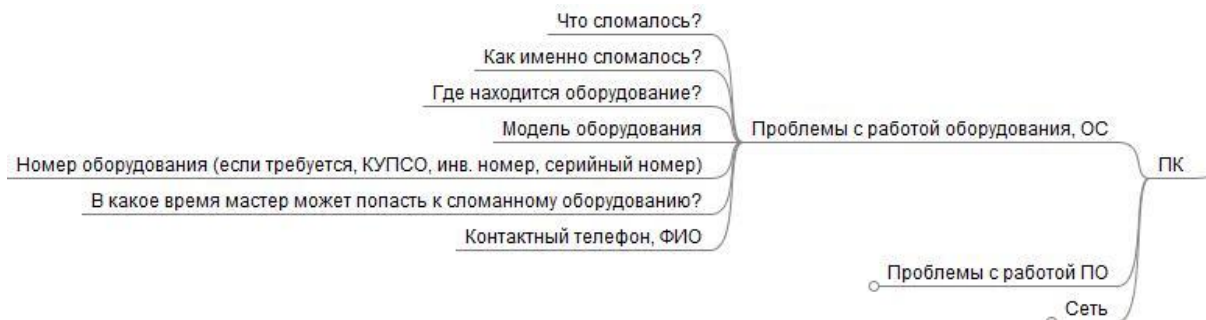 Что сломалось?
Как именно сломалось?
Где находится оборудование?
Модель оборудования
Проблемы с работой оборудования, ОС
Номер оборудования (если требуется, КУПСО, инв. номер, серийный номер)
ПК
В какое время мастер может попасть к сломанному оборудованию?
Контактный телефон, ФИО
Проблемы с работой ПО
Сеть